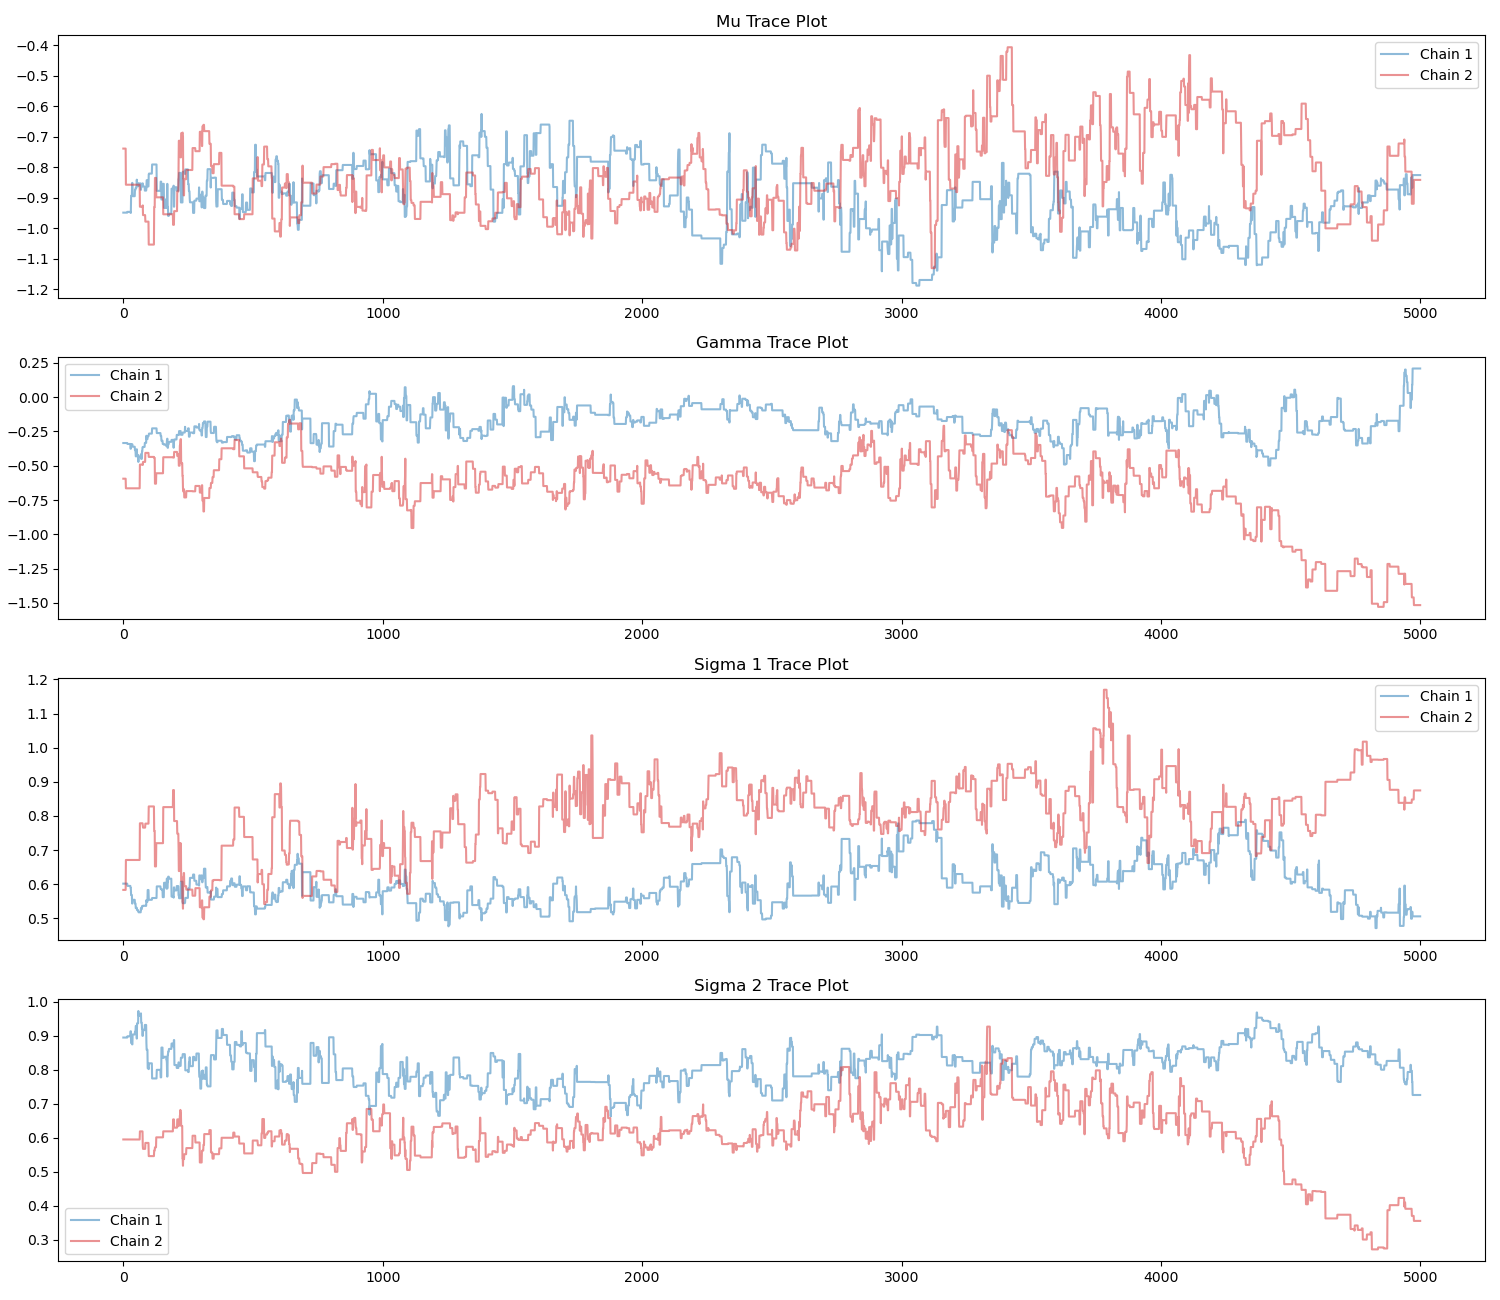 Mu Trace Plot
−0.4
−0.5
−0.6
−0.7
−0.8
−0.9
−1.0
−1.1
−1.2
Chain 1
Chain 2
0 1000 2000 3000 4000 5000
Gamma Trace Plot
0.25
0.00
−0.25
−0.50
−0.75
−1.00
−1.25
−1.50
Chain 1
Chain 2
0 1000 2000 3000 4000 5000
Sigma 1 Trace Plot
1.2
1.1
1.0
0.9
0.8
0.7
0.6
0.5
Chain 1
Chain 2
0 1000 2000 3000 4000 5000
Sigma 2 Trace Plot
1.0
0.9
0.8
0.7
0.6
0.5
0.4
0.3
Chain 1
Chain 2
0 1000 2000 3000 4000 5000